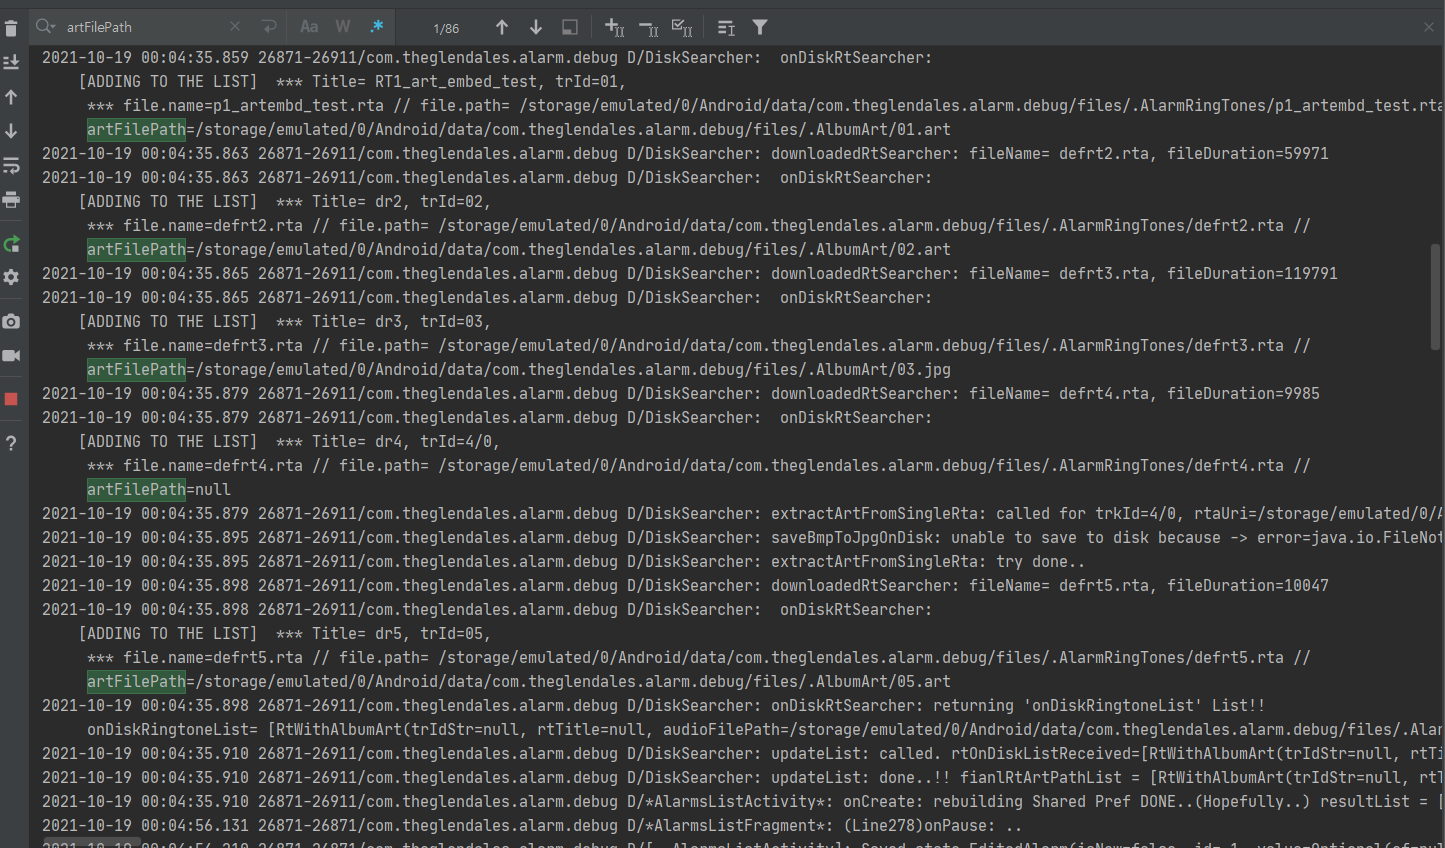 artFilePath Aa W .* 1/86
2021-10-19 00:04:35.859 26871-26911/com.theglendales.alarm.debug D/DiskSearcher:  onDiskRtSearcher:
[ADDING TO THE LIST]  *** Title= RT1_art_embed_test, trId=01,
*** file.name=p1_artembd_test.rta // file.path= /storage/emulated/0/Android/data/com.theglendales.alarm.debug/files/.AlarmRingTones/p1_artembd_test.rta
artFilePath=/storage/emulated/0/Android/data/com.theglendales.alarm.debug/files/.AlbumArt/01.art
2021-10-19 00:04:35.863 26871-26911/com.theglendales.alarm.debug D/DiskSearcher: downloadedRtSearcher: fileName= defrt2.rta, fileDuration=59971
2021-10-19 00:04:35.863 26871-26911/com.theglendales.alarm.debug D/DiskSearcher:  onDiskRtSearcher:
[ADDING TO THE LIST]  *** Title= dr2, trId=02,
*** file.name=defrt2.rta // file.path= /storage/emulated/0/Android/data/com.theglendales.alarm.debug/files/.AlarmRingTones/defrt2.rta //
artFilePath=/storage/emulated/0/Android/data/com.theglendales.alarm.debug/files/.AlbumArt/02.art
2021-10-19 00:04:35.865 26871-26911/com.theglendales.alarm.debug D/DiskSearcher: downloadedRtSearcher: fileName= defrt3.rta, fileDuration=119791
2021-10-19 00:04:35.865 26871-26911/com.theglendales.alarm.debug D/DiskSearcher:  onDiskRtSearcher:
[ADDING TO THE LIST]  *** Title= dr3, trId=03,
*** file.name=defrt3.rta // file.path= /storage/emulated/0/Android/data/com.theglendales.alarm.debug/files/.AlarmRingTones/defrt3.rta //
artFilePath=/storage/emulated/0/Android/data/com.theglendales.alarm.debug/files/.AlbumArt/03.jpg
2021-10-19 00:04:35.879 26871-26911/com.theglendales.alarm.debug D/DiskSearcher: downloadedRtSearcher: fileName= defrt4.rta, fileDuration=9985
2021-10-19 00:04:35.879 26871-26911/com.theglendales.alarm.debug D/DiskSearcher:  onDiskRtSearcher:
[ADDING TO THE LIST]  *** Title= dr4, trId=4/0,
*** file.name=defrt4.rta // file.path= /storage/emulated/0/Android/data/com.theglendales.alarm.debug/files/.AlarmRingTones/defrt4.rta //
artFilePath=null
2021-10-19 00:04:35.879 26871-26911/com.theglendales.alarm.debug D/DiskSearcher: extractArtFromSingleRta: called for trkId=4/0, rtaUri=/storage/emulated/0/A
2021-10-19 00:04:35.895 26871-26911/com.theglendales.alarm.debug D/DiskSearcher: saveBmpToJpgOnDisk: unable to save to disk because -> error=java.io.FileNot
2021-10-19 00:04:35.895 26871-26911/com.theglendales.alarm.debug D/DiskSearcher: extractArtFromSingleRta: try done..
2021-10-19 00:04:35.898 26871-26911/com.theglendales.alarm.debug D/DiskSearcher: downloadedRtSearcher: fileName= defrt5.rta, fileDuration=10047
2021-10-19 00:04:35.898 26871-26911/com.theglendales.alarm.debug D/DiskSearcher:  onDiskRtSearcher:
[ADDING TO THE LIST]  *** Title= dr5, trId=05,
*** file.name=defrt5.rta // file.path= /storage/emulated/0/Android/data/com.theglendales.alarm.debug/files/.AlarmRingTones/defrt5.rta //
artFilePath=/storage/emulated/0/Android/data/com.theglendales.alarm.debug/files/.AlbumArt/05.art
2021-10-19 00:04:35.898 26871-26911/com.theglendales.alarm.debug D/DiskSearcher: onDiskRtSearcher: returning 'onDiskRingtoneList' List!!
onDiskRingtoneList= [RtWithAlbumArt(trIdStr=null, rtTitle=null, audioFilePath=/storage/emulated/0/Android/data/com.theglendales.alarm.debug/files/.Alar
2021-10-19 00:04:35.910 26871-26911/com.theglendales.alarm.debug D/DiskSearcher: updateList: called. rtOnDiskListReceived=[RtWithAlbumArt(trIdStr=null, rtTi
2021-10-19 00:04:35.910 26871-26911/com.theglendales.alarm.debug D/DiskSearcher: updateList: done..!! fianlRtArtPathList = [RtWithAlbumArt(trIdStr=null, rtT
2021-10-19 00:04:35.910 26871-26911/com.theglendales.alarm.debug D/*AlarmsListActivity*: onCreate: rebuilding Shared Pref DONE..(Hopefully..) resultList = [
2021-10-19 00:04:56.131 26871-26871/com.theglendales.alarm.debug D/*AlarmsListFragment*: (Line278)onPause: ..